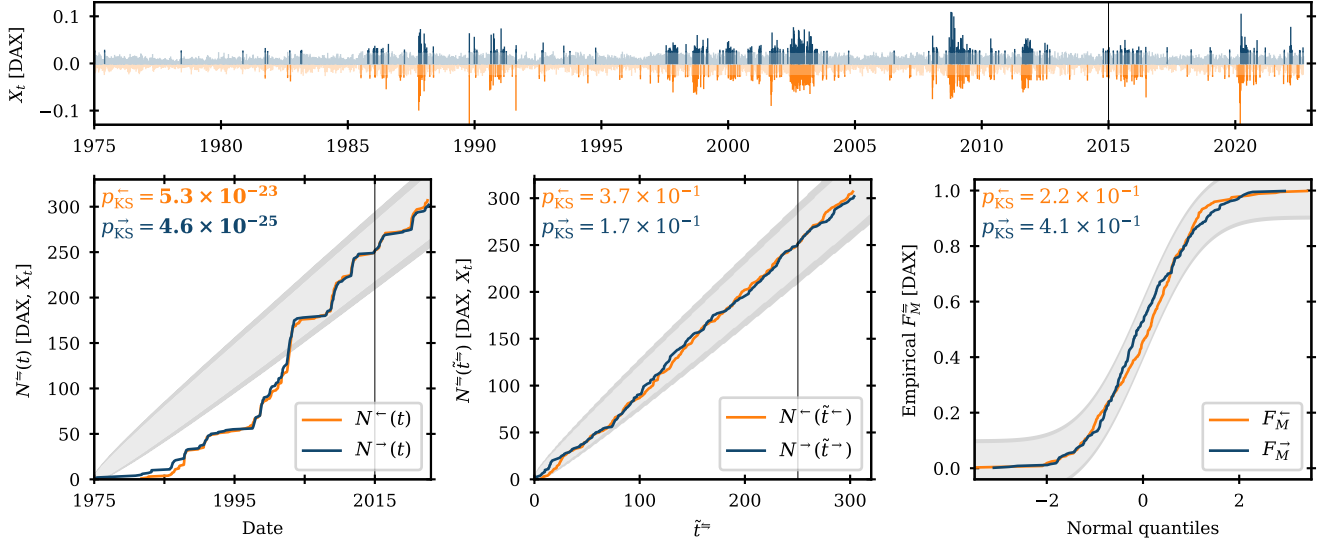 X_t [DAX]
0.1
0.0
−0.1
1975 1980 1985 1990 1995 2000 2005 2010 2015 2020
N^⇋(t) [DAX, X_t]
300
250
200
150
100
50
0
p_KS^← = 5.3 × 10^−23
p_KS^→ = 4.6 × 10^−25
N^←(t)
N^→(t)
1975 1995 2015
Date
N^⇋(t̃^⇋) [DAX, X_t]
300
250
200
150
100
50
0
p_KS^← = 3.7 × 10^−1
p_KS^→ = 1.7 × 10^−1
N^←(t̃^←)
N^→(t̃^→)
0 100 200 300
t̃^⇋
Empirical F_M^⇋ [DAX]
1.0
0.8
0.6
0.4
0.2
0.0
p_KS^← = 2.2 × 10^−1
p_KS^→ = 4.1 × 10^−1
F_M^←
F_M^→
−2 0 2
Normal quantiles